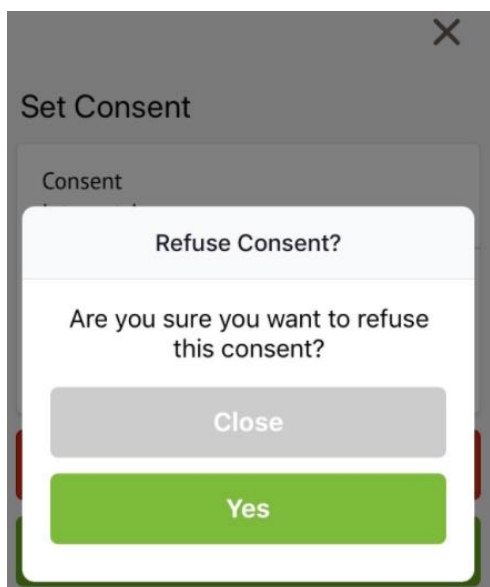 Set Consent
Consent
Refuse Consent?
Are you sure you want to refuse
this consent?
Close
Yes